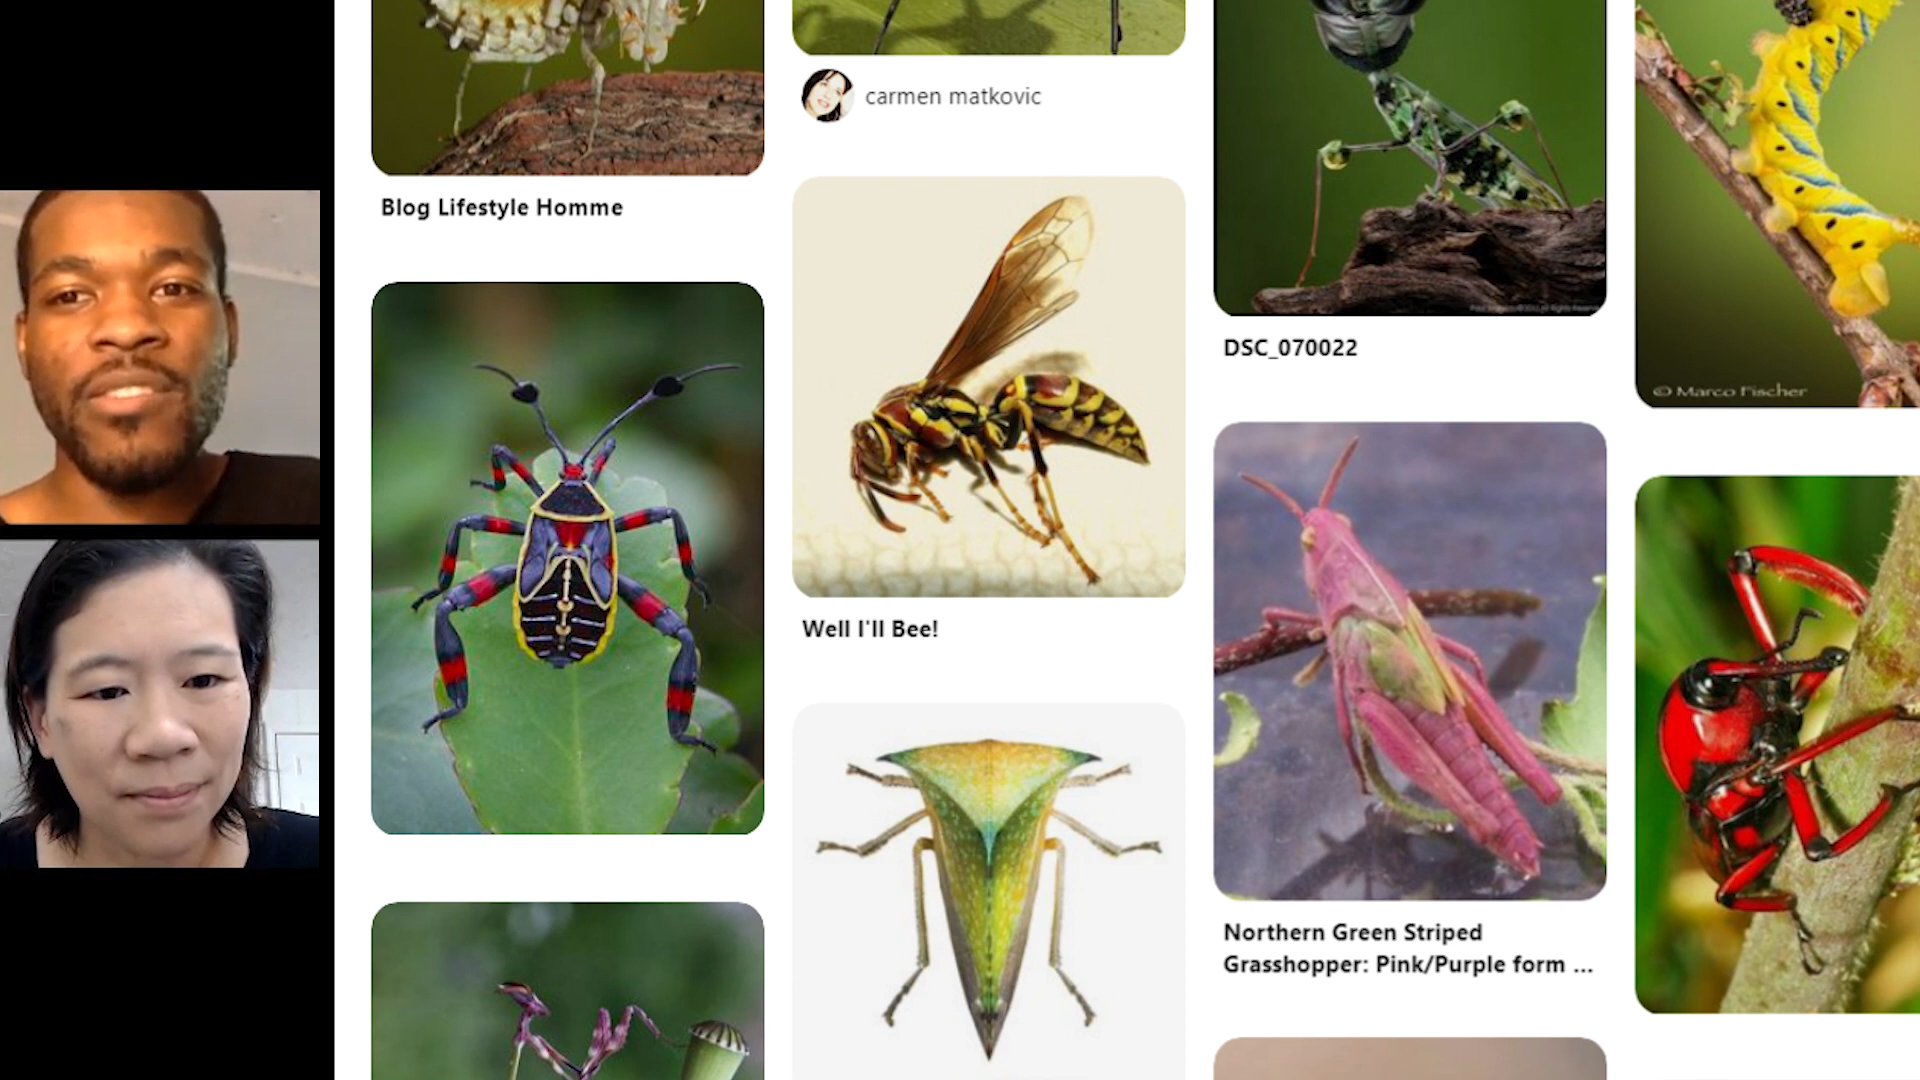 carmen matkovic
Blog Lifestyle Homme
DSC_070022
© Marco Fischer
Well I'll Bee!
Northern Green Striped
Grasshopper: Pink/Purple form ...